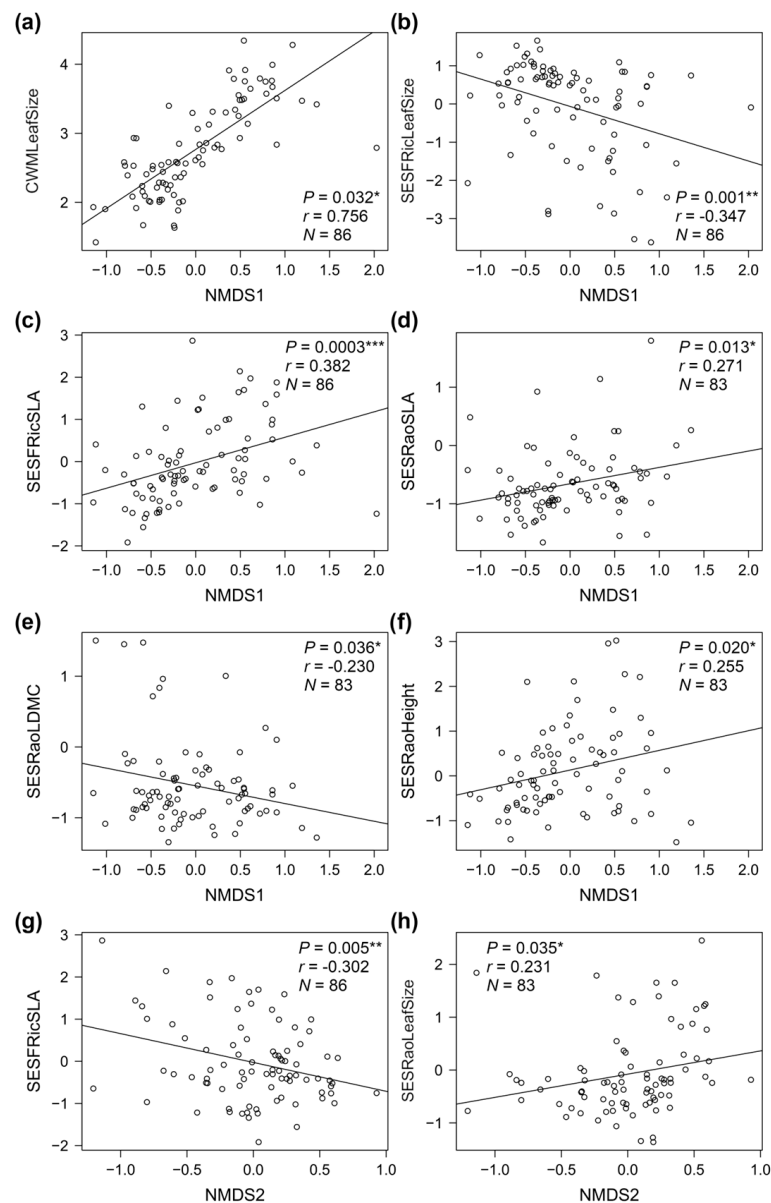 (a)
CWMLeafSize
4
3
2
P = 0.032*
r = 0.756
N = 86
−1.0 −0.5 0.0 0.5 1.0 1.5 2.0
NMDS1
(b)
SESFRicLeafSize
1
0
−1
−2
−3
P = 0.001**
r = -0.347
N = 86
−1.0 −0.5 0.0 0.5 1.0 1.5 2.0
NMDS1
(c)
SESFRicSLA
3
2
1
0
−1
−2
P = 0.0003***
r = 0.382
N = 86
−1.0 −0.5 0.0 0.5 1.0 1.5 2.0
NMDS1
(d)
SESRaoSLA
1
0
−1
P = 0.013*
r = 0.271
N = 83
−1.0 −0.5 0.0 0.5 1.0 1.5 2.0
NMDS1
(e)
SESRaoLDMC
1
0
−1
P = 0.036*
r = -0.230
N = 83
−1.0 −0.5 0.0 0.5 1.0 1.5 2.0
NMDS1
(f)
SESRaoHeight
3
2
1
0
−1
P = 0.020*
r = 0.255
N = 83
−1.0 −0.5 0.0 0.5 1.0 1.5 2.0
NMDS1
(g)
SESFRicSLA
3
2
1
0
−1
−2
P = 0.005**
r = -0.302
N = 86
−1.0 −0.5 0.0 0.5 1.0
NMDS2
(h)
SESRaoLeafSize
2
1
0
−1
P = 0.035*
r = 0.231
N = 83
−1.0 −0.5 0.0 0.5 1.0
NMDS2